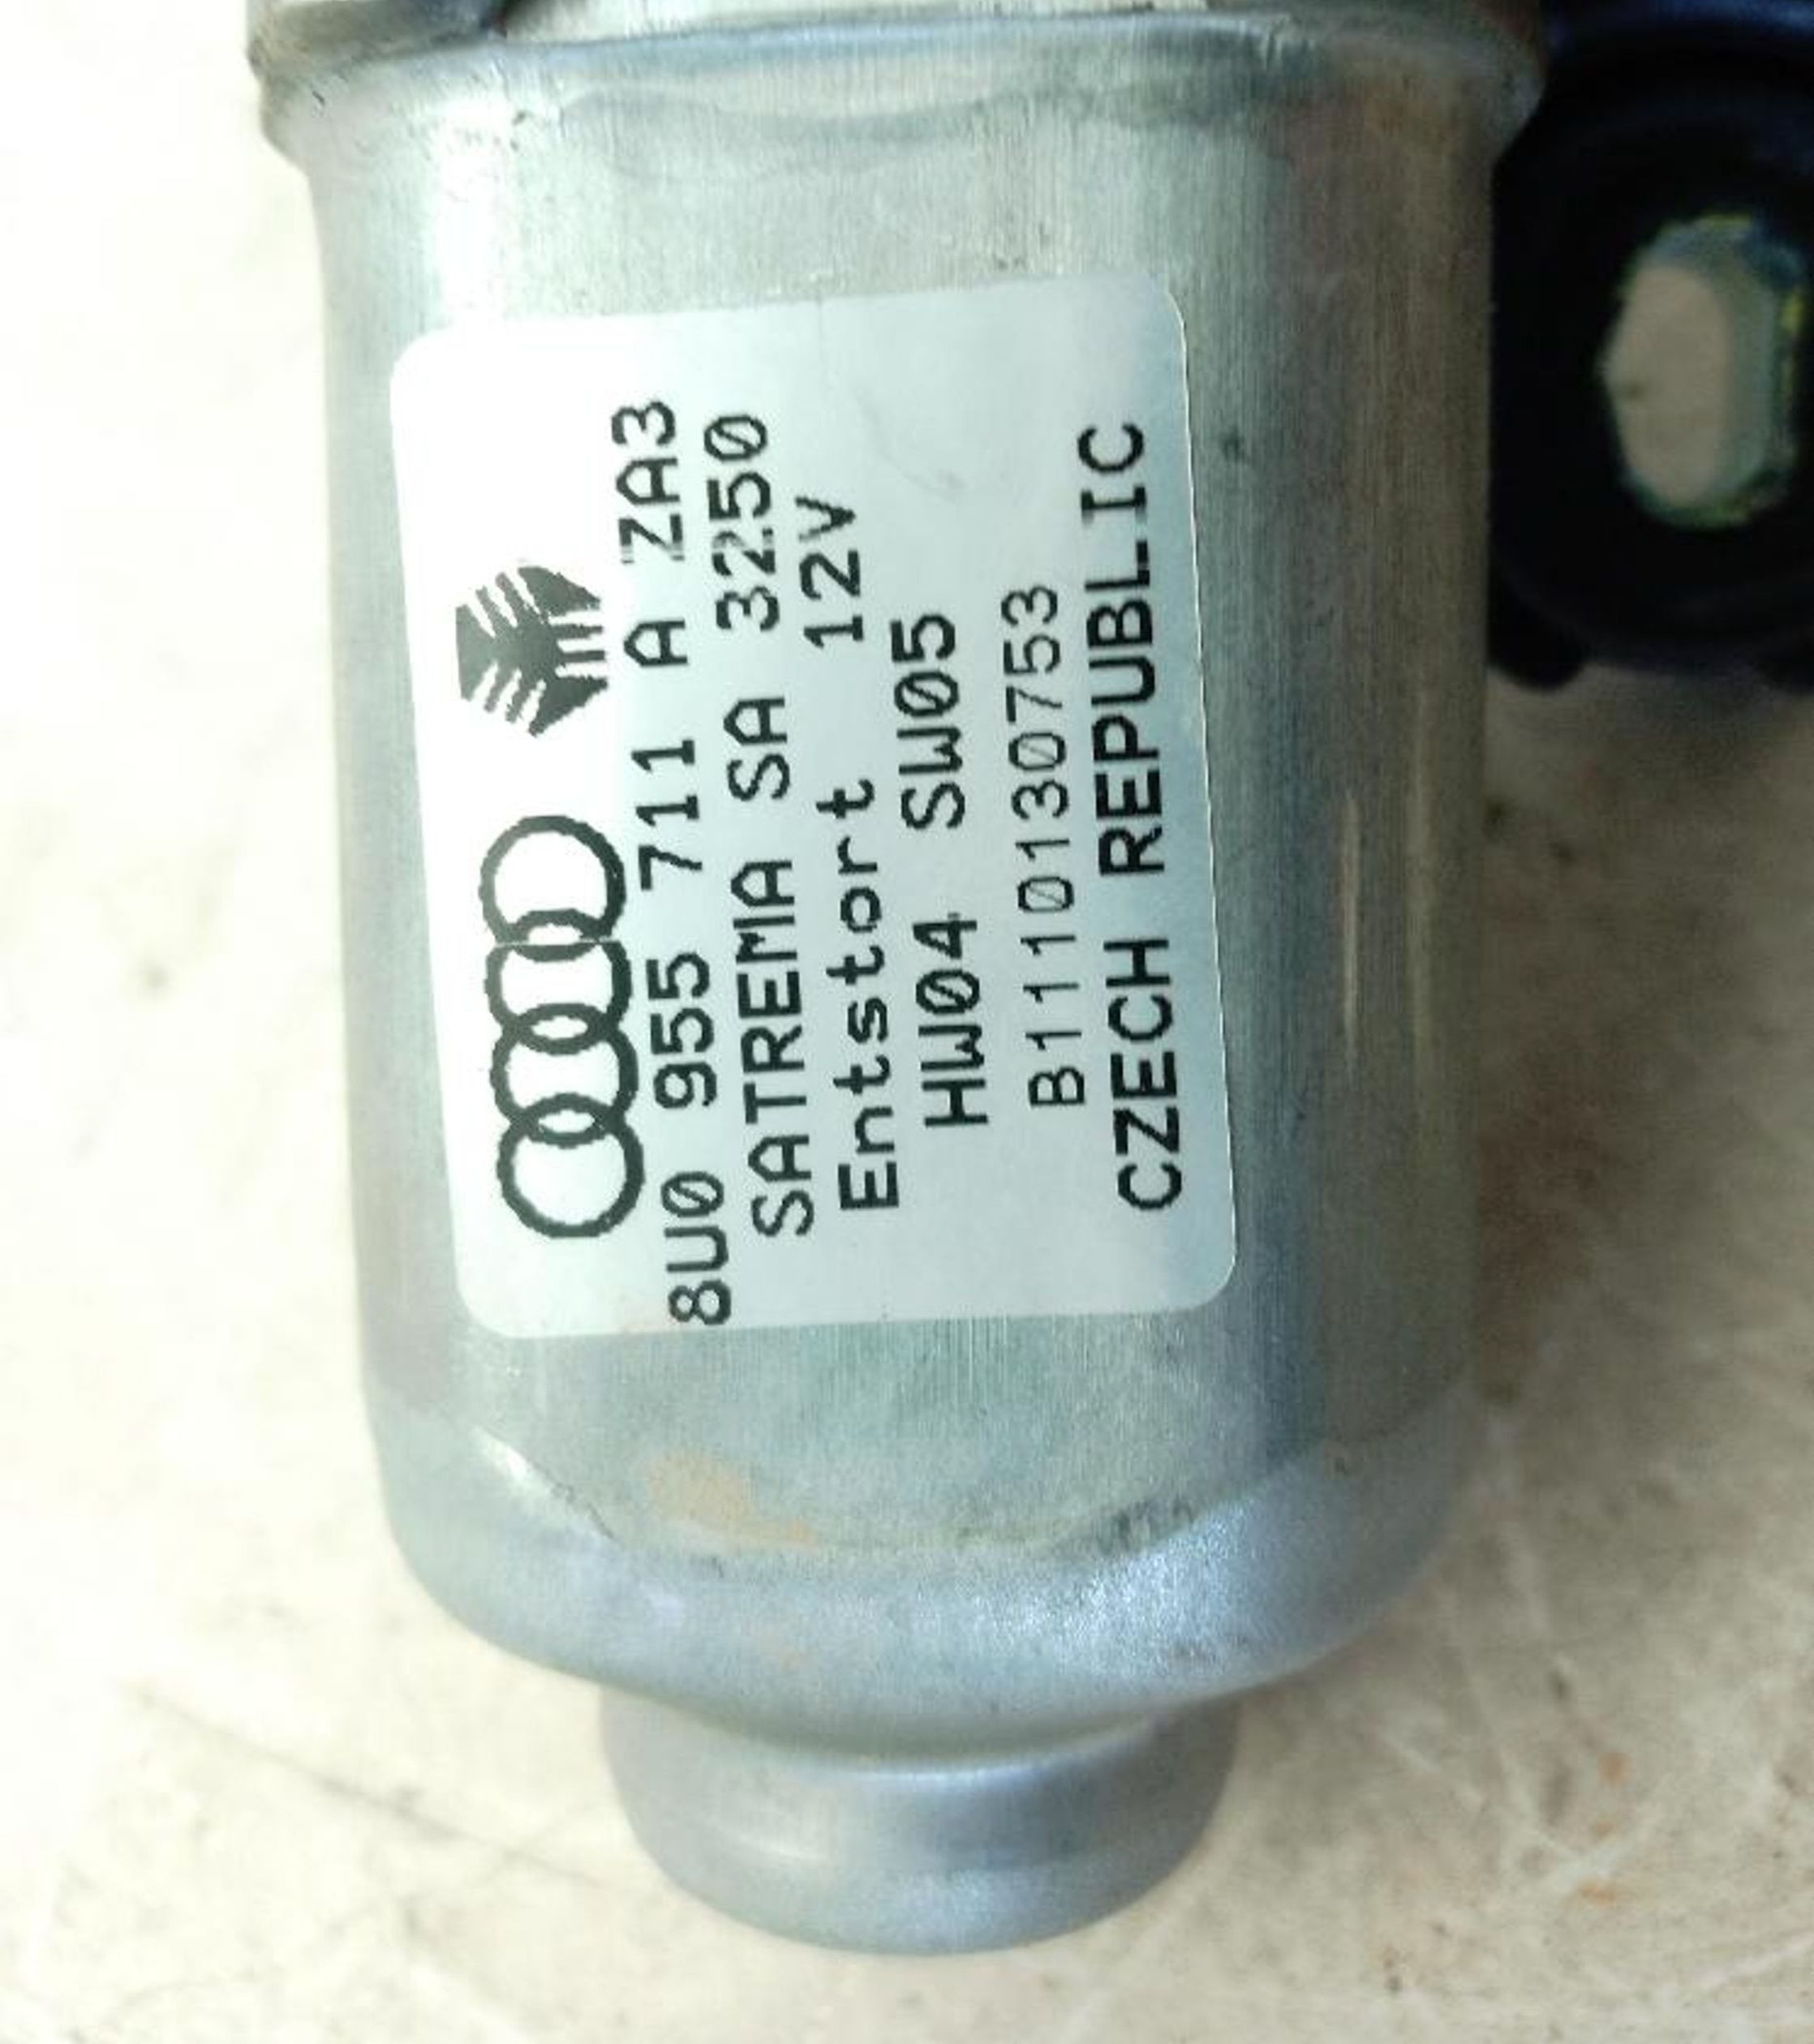 8U0 955 711 A ZA3
SATREMA SA 3250
Entstort 12V
HW04 SW05
B1110130753
CZECH REPUBLIC